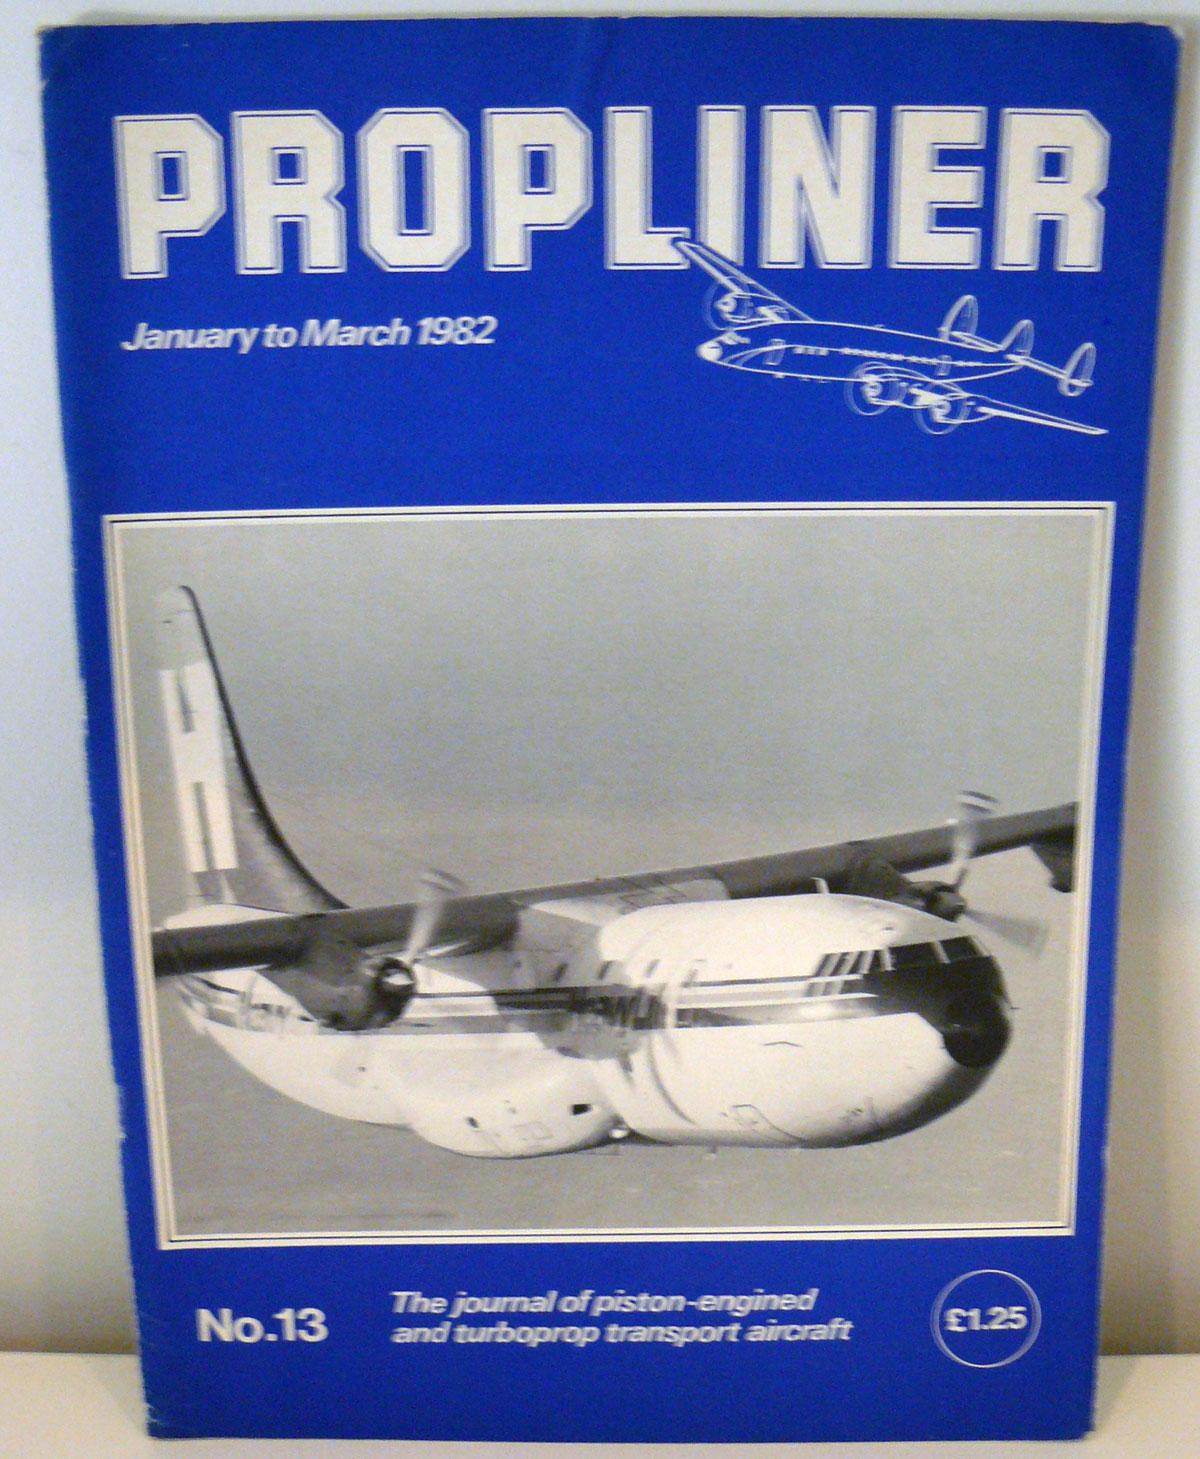 PROPLINER
January to March 1982
No.13
The journal of piston-engined
and turboprop transport aircraft
£1.25